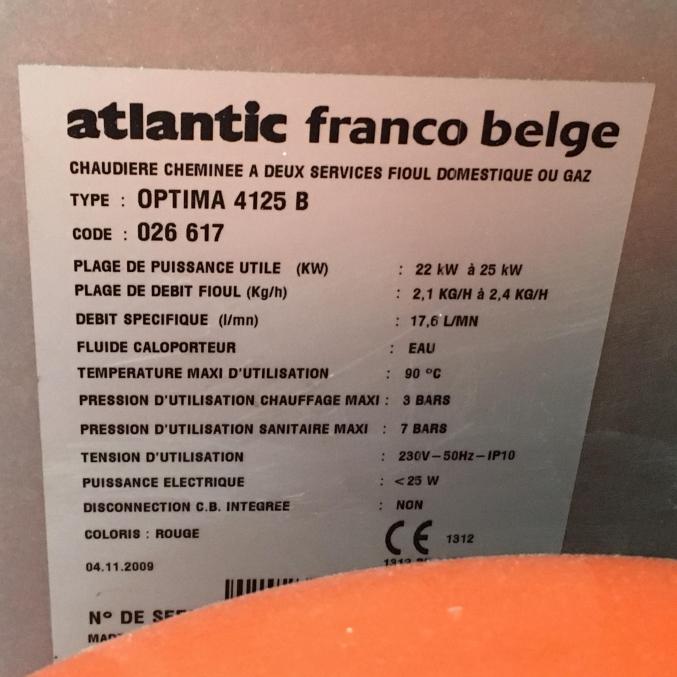 atlantic franco belge
CHAUDIERE CHEMINEE A DEUX SERVICES FIOUL DOMESTIQUE OU GAZ
TYPE : OPTIMA 4125 B
CODE : 026 617
PLAGE DE PUISSANCE UTILE (KW) : 22 kW à 25 kW
PLAGE DE DEBIT FIOUL (Kg/h) : 2,1 KG/H à 2,4 KG/H
DEBIT SPECIFIQUE (l/mn) : 17,6 L/MN
FLUIDE CALOPORTEUR : EAU
TEMPERATURE MAXI D'UTILISATION : 90 °C
PRESSION D'UTILISATION CHAUFFAGE MAXI : 3 BARS
PRESSION D'UTILISATION SANITAIRE MAXI : 7 BARS
TENSION D'UTILISATION : 230V-50Hz-IP10
PUISSANCE ELECTRIQUE : <25 W
DISCONNECTION C.B. INTEGREE : NON
COLORIS : ROUGE CE 1312
04.11.2009 1312
N° DE